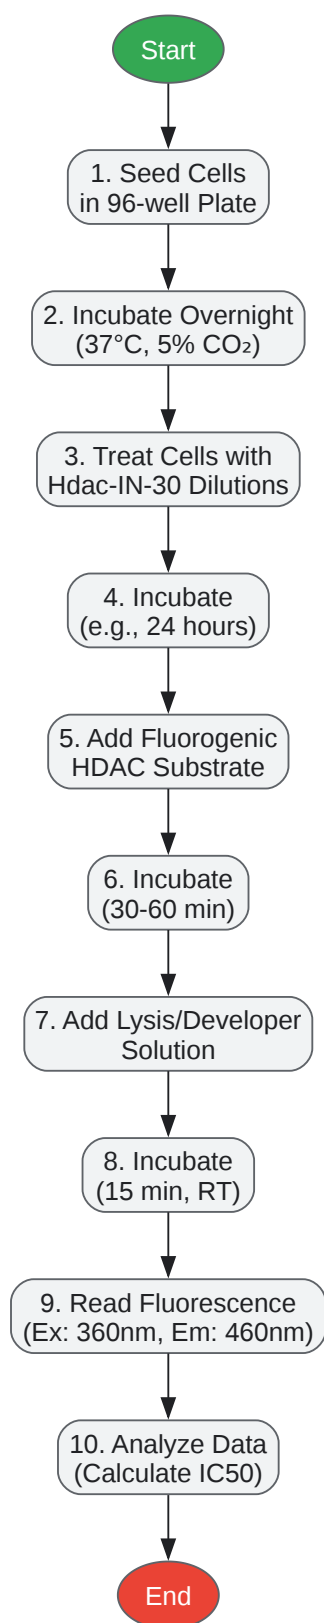 Start
1. Seed Cells
in 96-well Plate
2. Incubate Overnight
(37°C, 5% CO₂)
3. Treat Cells with
Hdac-IN-30 Dilutions
4. Incubate
(e.g., 24 hours)
5. Add Fluorogenic
HDAC Substrate
6. Incubate
(30-60 min)
7. Add Lysis/Developer
Solution
8. Incubate
(15 min, RT)
9. Read Fluorescence
(Ex: 360nm, Em: 460nm)
10. Analyze Data
(Calculate IC50)
End